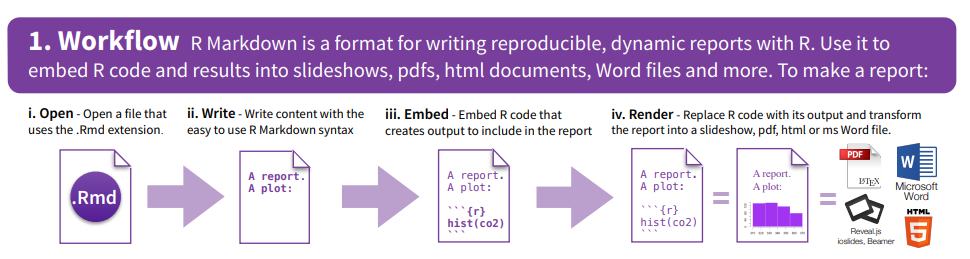 1. Workflow R Markdown is a format for writing reproducible, dynamic reports with R. Use it to
embed R code and results into slideshows, pdfs, html documents, Word files and more. To make a report:
i. Open - Open a file that
uses the .Rmd extension.
ii. Write - Write content with the
easy to use R Markdown syntax
iii. Embed - Embed R code that
creates output to include in the report
iv. Render - Replace R code with its output and transform
the report into a slideshow, pdf, html or ms Word file.
.Rmd
A report.
A plot:
A report.
A plot:
```{r}
hist(co2)
```
A report.
A plot:
```{r}
hist(co2)
```
A report.
A plot:
PDF
LATEX
W
Microsoft
Word
Reveal.js
ioslides, Beamer
HTML
5